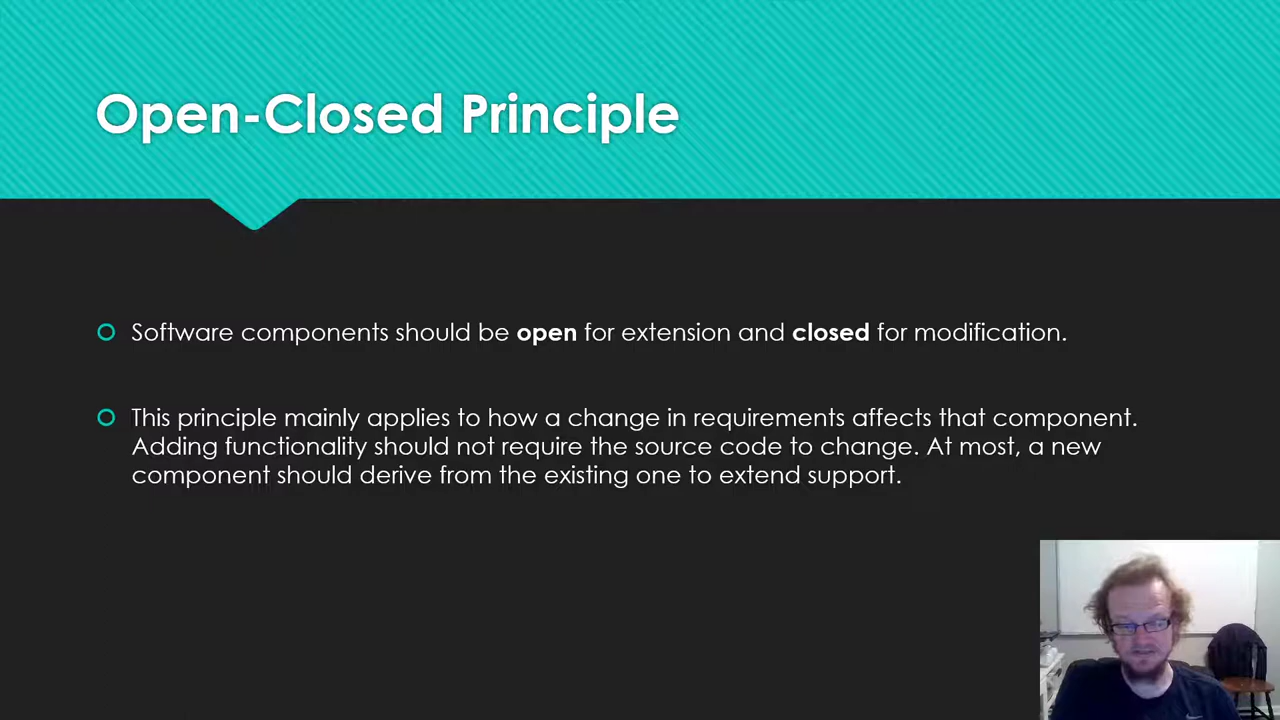 Open-Closed Principle
Software components should be open for extension and closed for modification.
This principle mainly applies to how a change in requirements affects that component.
Adding functionality should not require the source code to change. At most, a new
component should derive from the existing one to extend support.